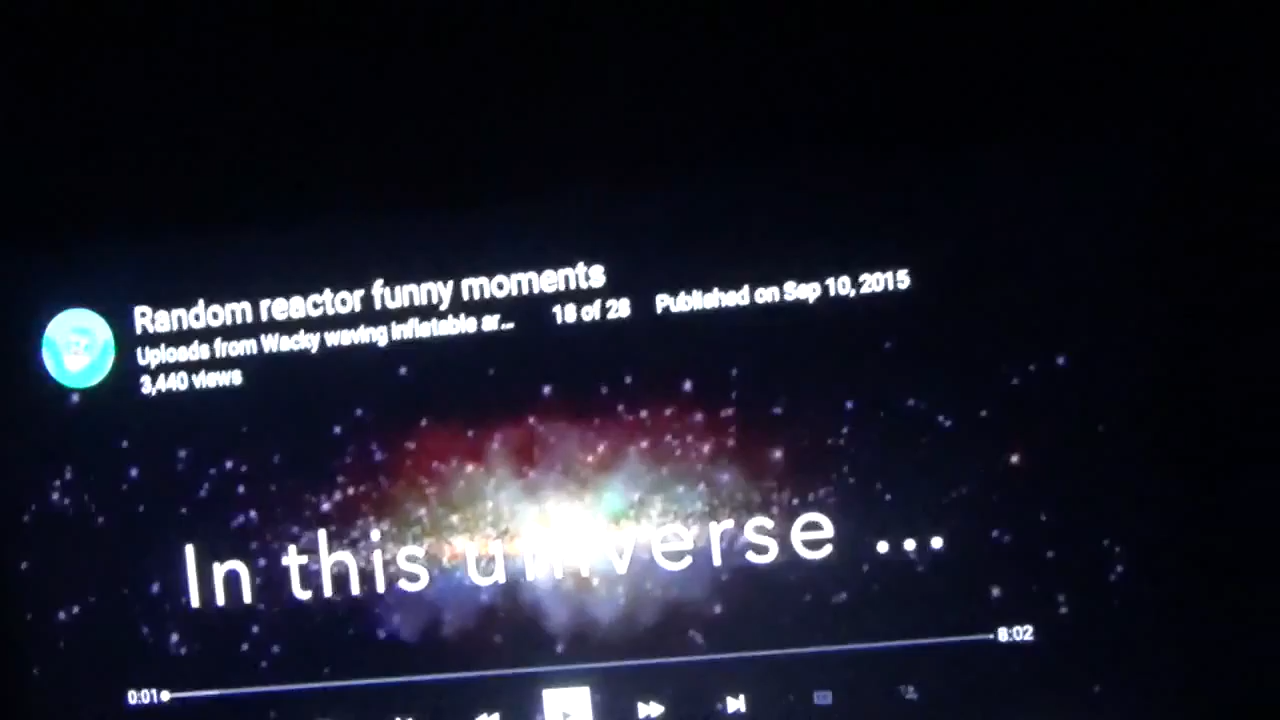 Random reactor funny moments
Uploads from Wacky waving inflatable ar... 18 of 28 Published on Sep 10, 2015
3,440 views
In this universe ...
0:01 8:02